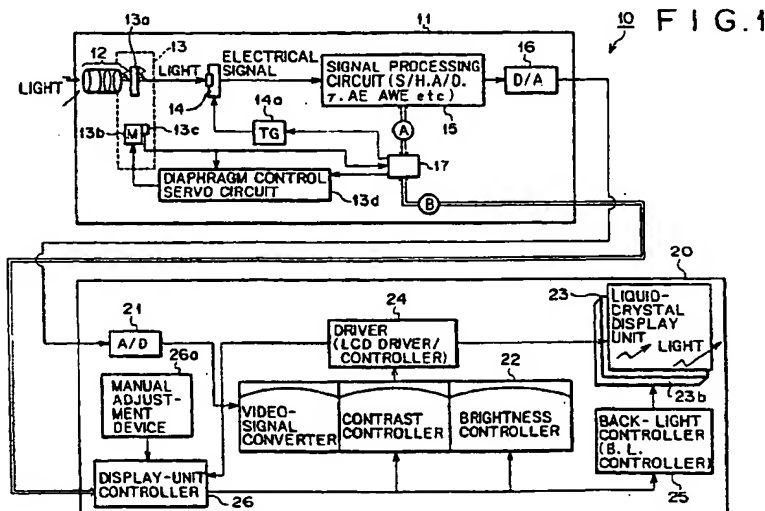 10 FIG.1
11
12
13a
13
LIGHT
LIGHT
ELECTRICAL
SIGNAL
14
SIGNAL PROCESSING
CIRCUIT (S/H.A/D.
γ. AE AWE etc)
15
16
D/A
13b
M
13c
14a
TG
A
17
DIAPHRAGM CONTROL
SERVO CIRCUIT
13d
B
20
21
A/D
26a
MANUAL
ADJUST-
MENT
DEVICE
24
DRIVER
(LCD DRIVER/
CONTROLLER)
23
LIQUID-
CRYSTAL
DISPLAY
UNIT
LIGHT
23b
22
VIDEO-
SIGNAL
CONVERTER
CONTRAST
CONTROLLER
BRIGHTNESS
CONTROLLER
BACK-LIGHT
CONTROLLER
(B. L.
CONTROLLER)
25
DISPLAY-UNIT
CONTROLLER
26